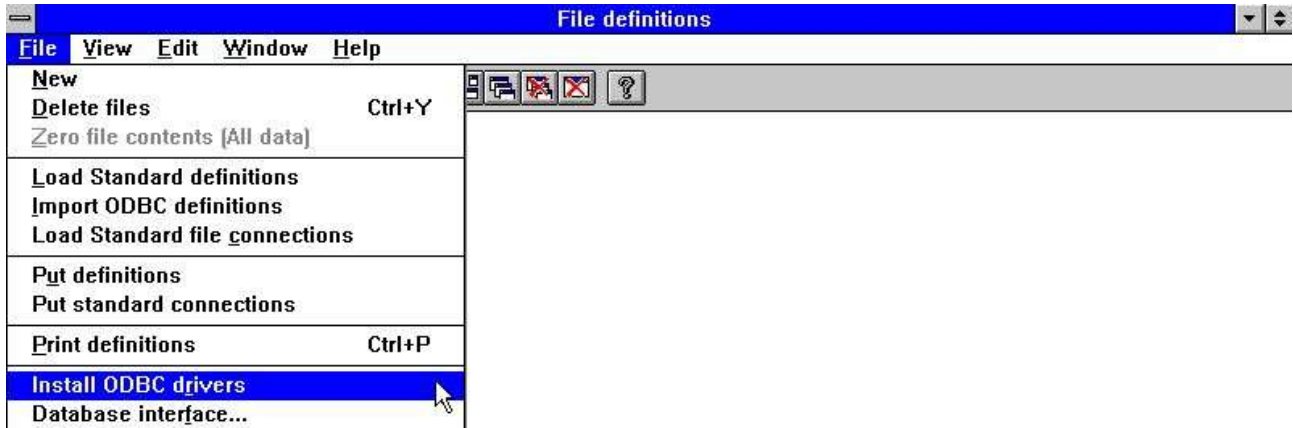 File definitions
File View Edit Window Help
New
Delete files Ctrl+Y
Zero file contents (All data)
Load Standard definitions
Import ODBC definitions
Load Standard file connections
Put definitions
Put standard connections
Print definitions Ctrl+P
Install ODBC drivers
Database interface...